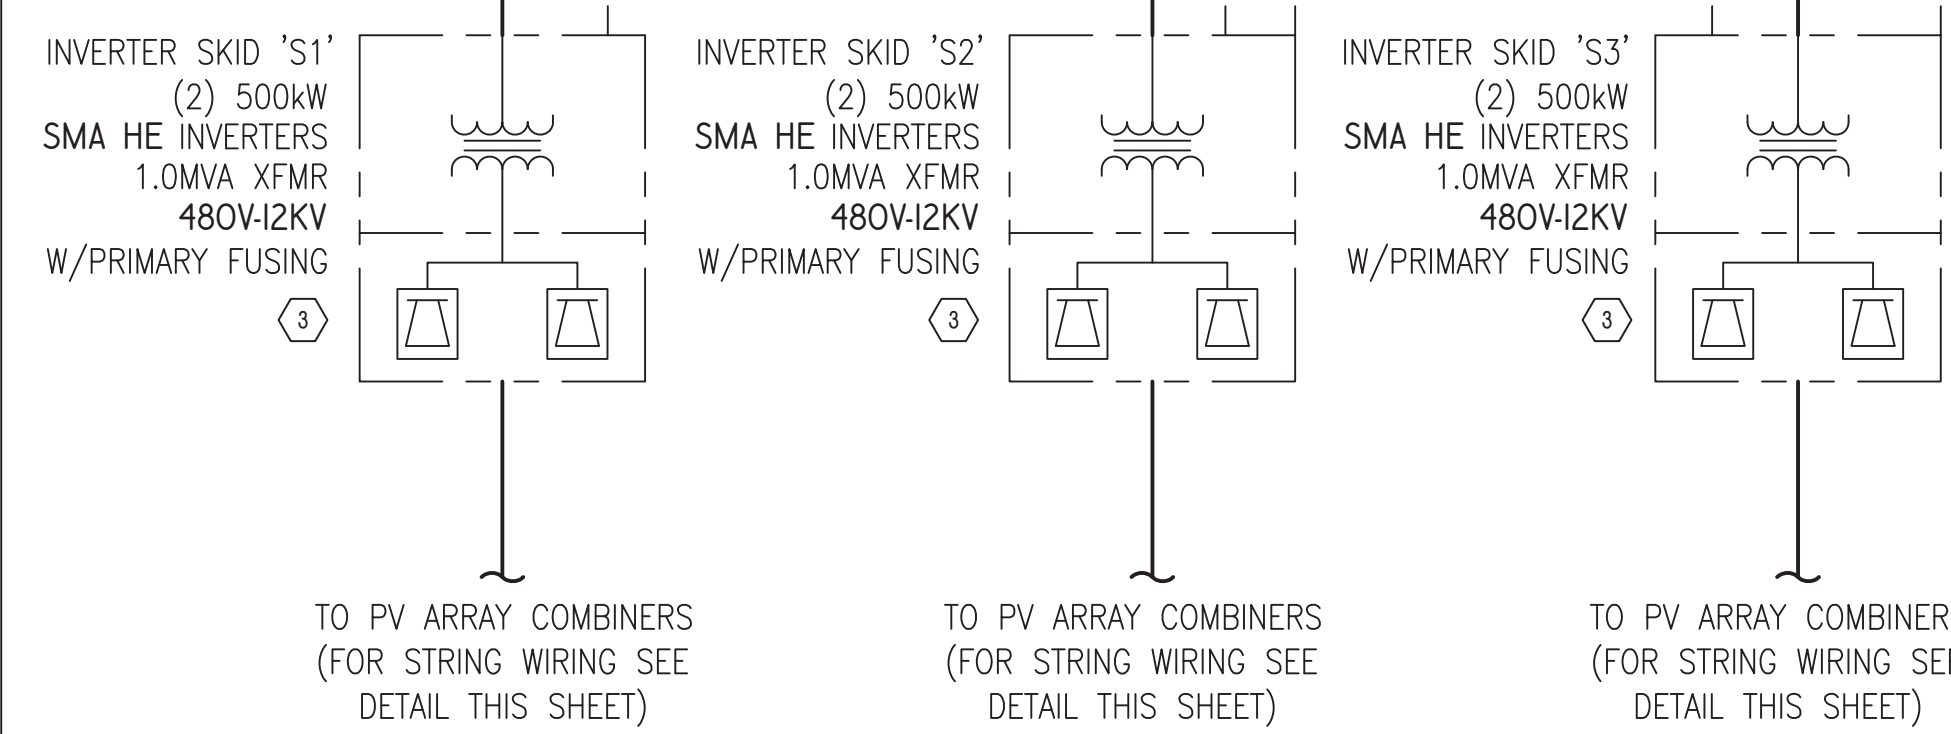 INVERTER SKID 'S1'
(2) 500kW
SMA HE INVERTERS
1.0MVA XFMR
480V-12KV
W/PRIMARY FUSING
3
TO PV ARRAY COMBINERS
(FOR STRING WIRING SEE
DETAIL THIS SHEET)
INVERTER SKID 'S2'
(2) 500kW
SMA HE INVERTERS
1.0MVA XFMR
480V-12KV
W/PRIMARY FUSING
3
TO PV ARRAY COMBINERS
(FOR STRING WIRING SEE
DETAIL THIS SHEET)
INVERTER SKID 'S3'
(2) 500kW
SMA HE INVERTERS
1.0MVA XFMR
480V-12KV
W/PRIMARY FUSING
3
TO PV ARRAY COMBINER
(FOR STRING WIRING SE
DETAIL THIS SHEET)